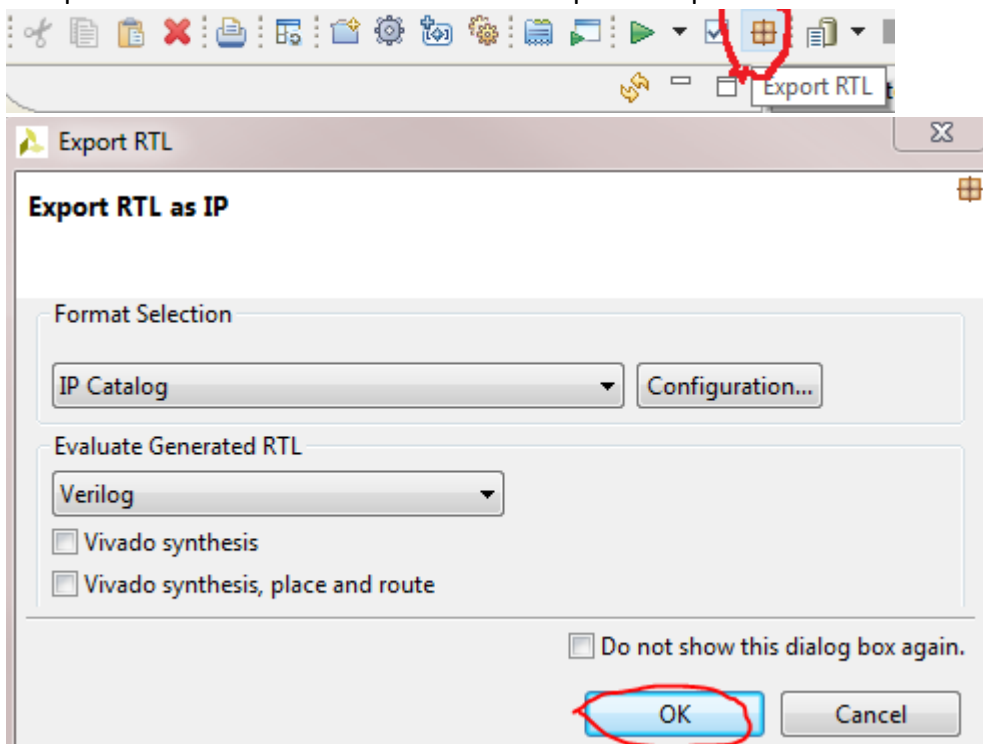 Export RTL
Export RTL
Export RTL as IP
Format Selection
IP Catalog
Configuration...
Evaluate Generated RTL
Verilog
Vivado synthesis
Vivado synthesis, place and route
Do not show this dialog box again.
OK
Cancel